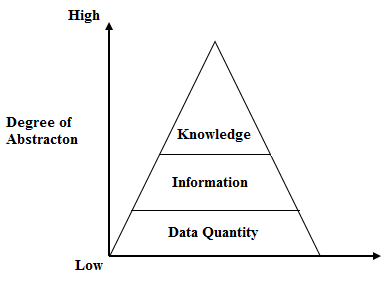 High
Degree of
Abstracton
Knowledge
Information
Data Quantity
Low